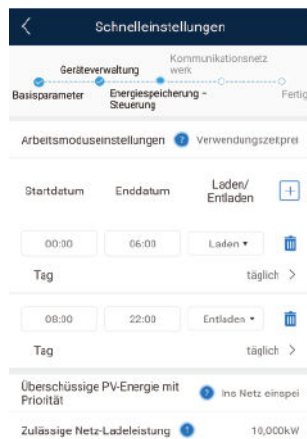 Schnelleinstellungen
Kommunikationsnetz
Geräteverwaltung werk
Basisparameter Energiespeicherung - Fertig
Steuerung
Arbeitsmoduseinstellungen ? Verwendungszeitprei
Startdatum Enddatum Laden/
Entladen +
00:00 06:00 Laden
Tag täglich >
08:00 22:00 Entladen
Tag täglich >
Überschüssige PV-Energie mit
Priorität ? Ins Netz einspei
Zulässige Netz-Ladeleistung 10,000kW